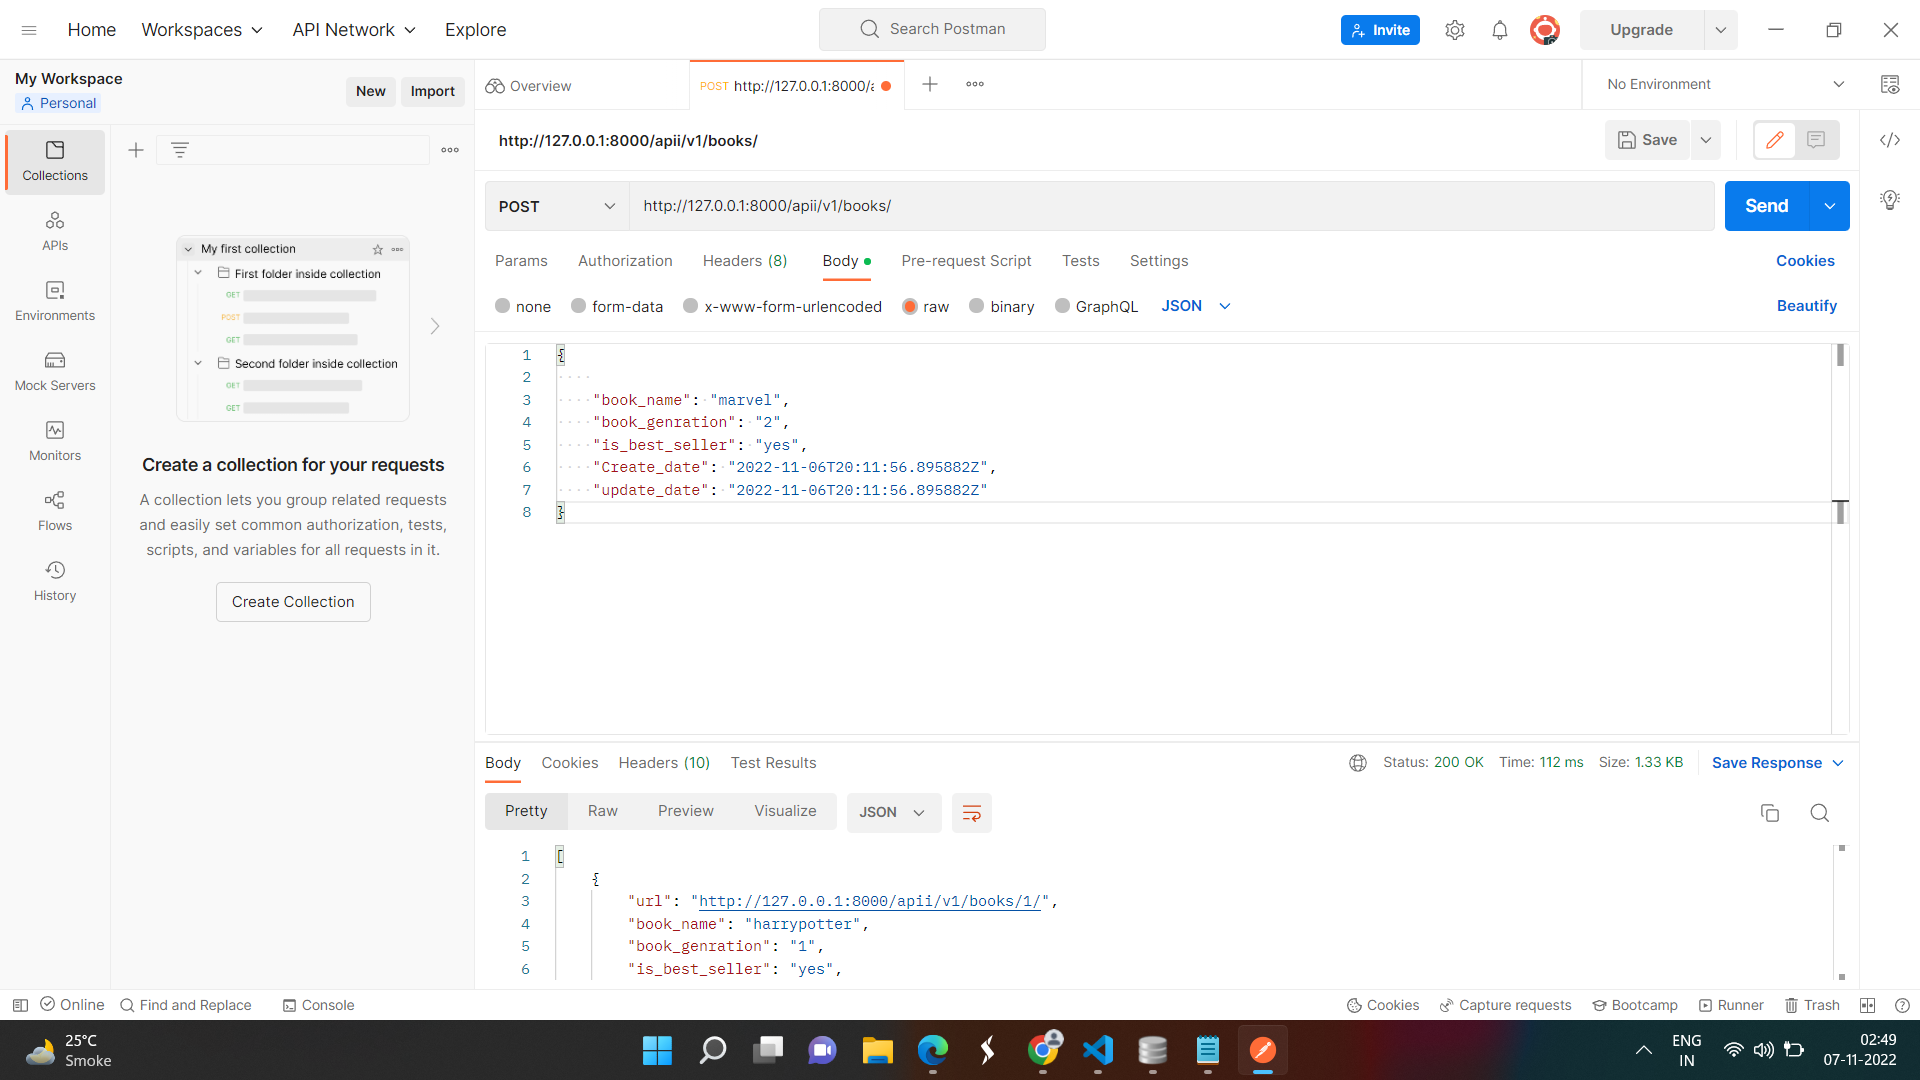 Home Workspaces API Network Explore Search Postman Invite Upgrade
My Workspace
Personal
New Import
Overview POST http://127.0.0.1:8000/a No Environment
http://127.0.0.1:8000/apii/v1/books/ Save
POST http://127.0.0.1:8000/apii/v1/books/ Send
Params Authorization Headers (8) Body Pre-request Script Tests Settings Cookies
none form-data x-www-form-urlencoded raw binary GraphQL JSON Beautify
1 {
2
3 "book_name": "marvel",
4 "book_genration": "2",
5 "is_best_seller": "yes",
6 "Create_date": "2022-11-06T20:11:56.895882Z",
7 "update_date": "2022-11-06T20:11:56.895882Z"
8 }
Collections
APIs
Environments
Mock Servers
Monitors
Flows
History
My first collection
First folder inside collection
GET
POST
GET
Second folder inside collection
GET
GET
Create a collection for your requests
A collection lets you group related requests
and easily set common authorization, tests,
scripts, and variables for all requests in it.
Create Collection
Body Cookies Headers (10) Test Results Status: 200 OK Time: 112 ms Size: 1.33 KB Save Response
Pretty Raw Preview Visualize JSON
1 [
2 {
3 "url": "http://127.0.0.1:8000/apii/v1/books/1/",
4 "book_name": "harrypotter",
5 "book_genration": "1",
6 "is_best_seller": "yes",
Online Find and Replace Console Cookies Capture requests Bootcamp Runner Trash
25°C
Smoke
ENG
IN
02:49
07-11-2022